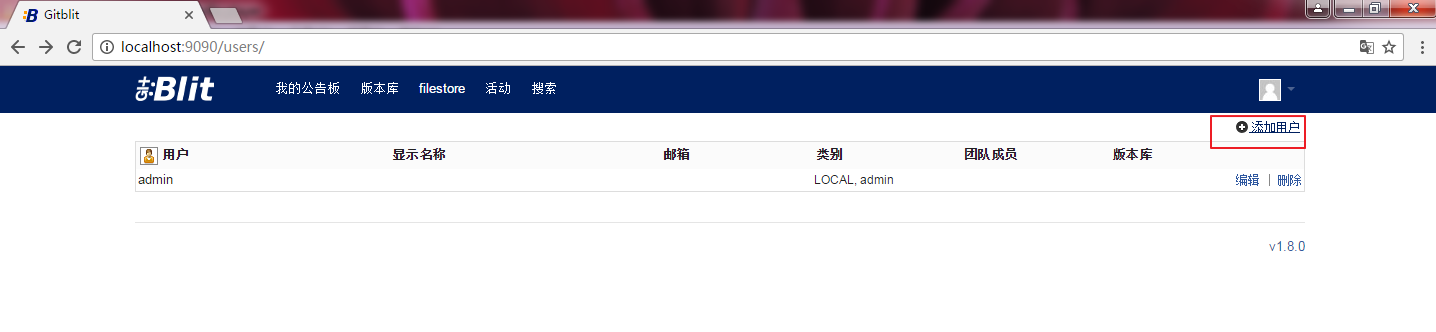 Gitblit
localhost:9090/users/
git:Blit 我的公告板 版本库 filestore 活动 搜索
添加用户
用户 显示名称 邮箱 类别 团队成员 版本库
admin LOCAL, admin 编辑 | 删除
v1.8.0